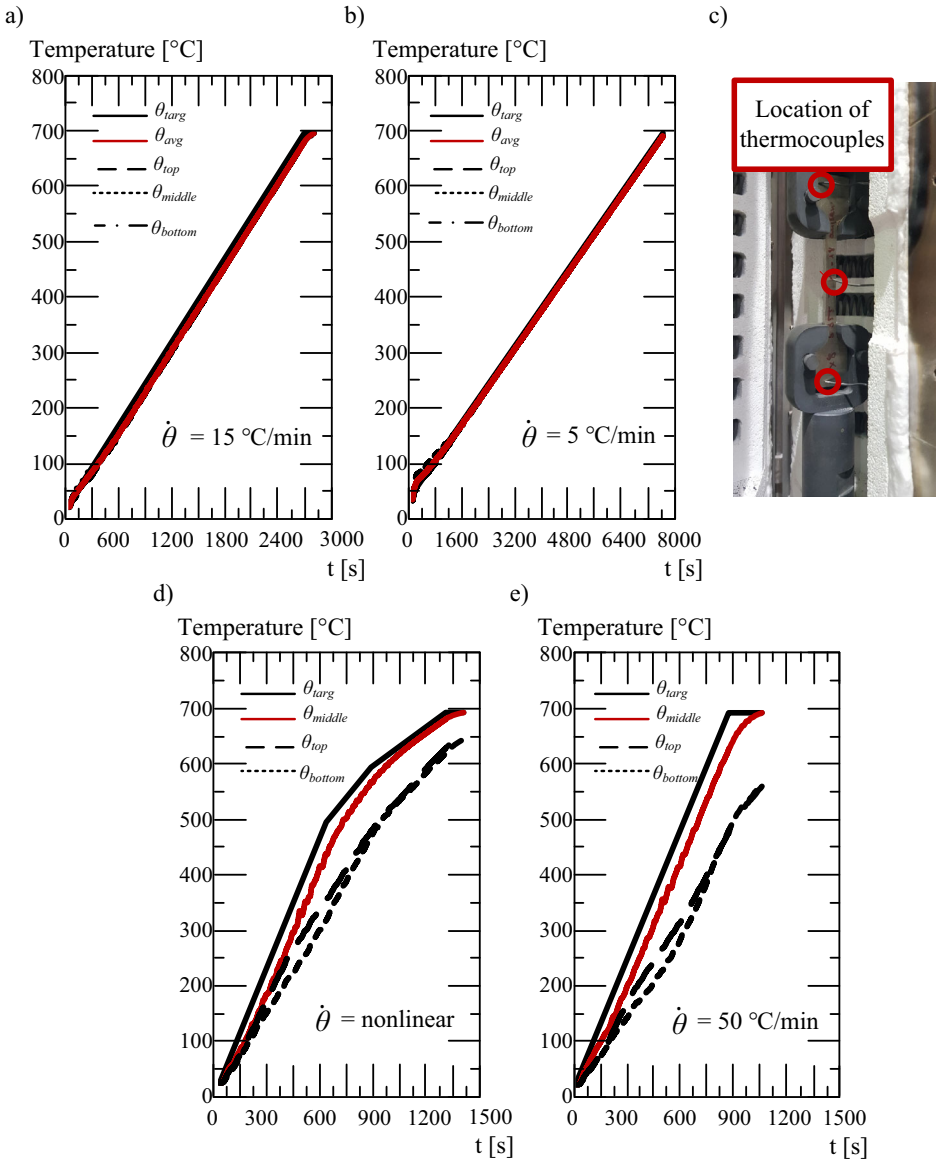 a)
Temperature [°C]
800
700
600
500
400
300
200
100
0
θtarg
θavg
θtop
θmiddle
θbottom
θ̇ = 15 °C/min
0 600 1200 1800 2400 3000
t [s]
b)
Temperature [°C]
800
700
600
500
400
300
200
100
0
θtarg
θavg
θtop
θmiddle
θbottom
θ̇ = 5 °C/min
0 1600 3200 4800 6400 8000
t [s]
c)
Location of
thermocouples
d)
Temperature [°C]
800
700
600
500
400
300
200
100
0
θtarg
θmiddle
θtop
θbottom
θ̇ = nonlinear
0 300 600 900 1200 1500
t [s]
e)
Temperature [°C]
800
700
600
500
400
300
200
100
0
θtarg
θmiddle
θtop
θbottom
θ̇ = 50 °C/min
0 300 600 900 1200 1500
t [s]